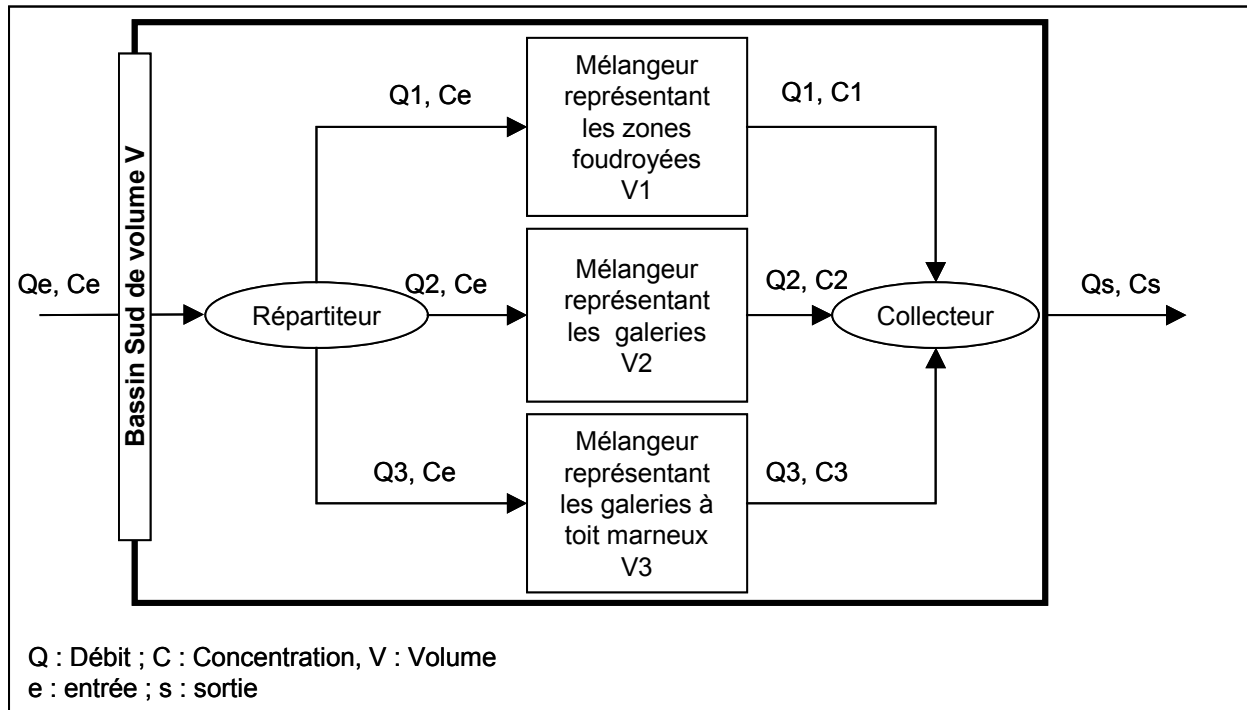 Mélangeur
représentant
les zones
foudroyées
V1
Q1, Ce
Q1, C1
Bassin Sud de volume V
Qe, Ce
Répartiteur
Q2, Ce
Mélangeur
représentant
les galeries
V2
Q2, C2
Collecteur
Qs, Cs
Q3, Ce
Mélangeur
représentant
les galeries à
toit marneux
V3
Q3, C3
Q : Débit ; C : Concentration, V : Volume
e : entrée ; s : sortie